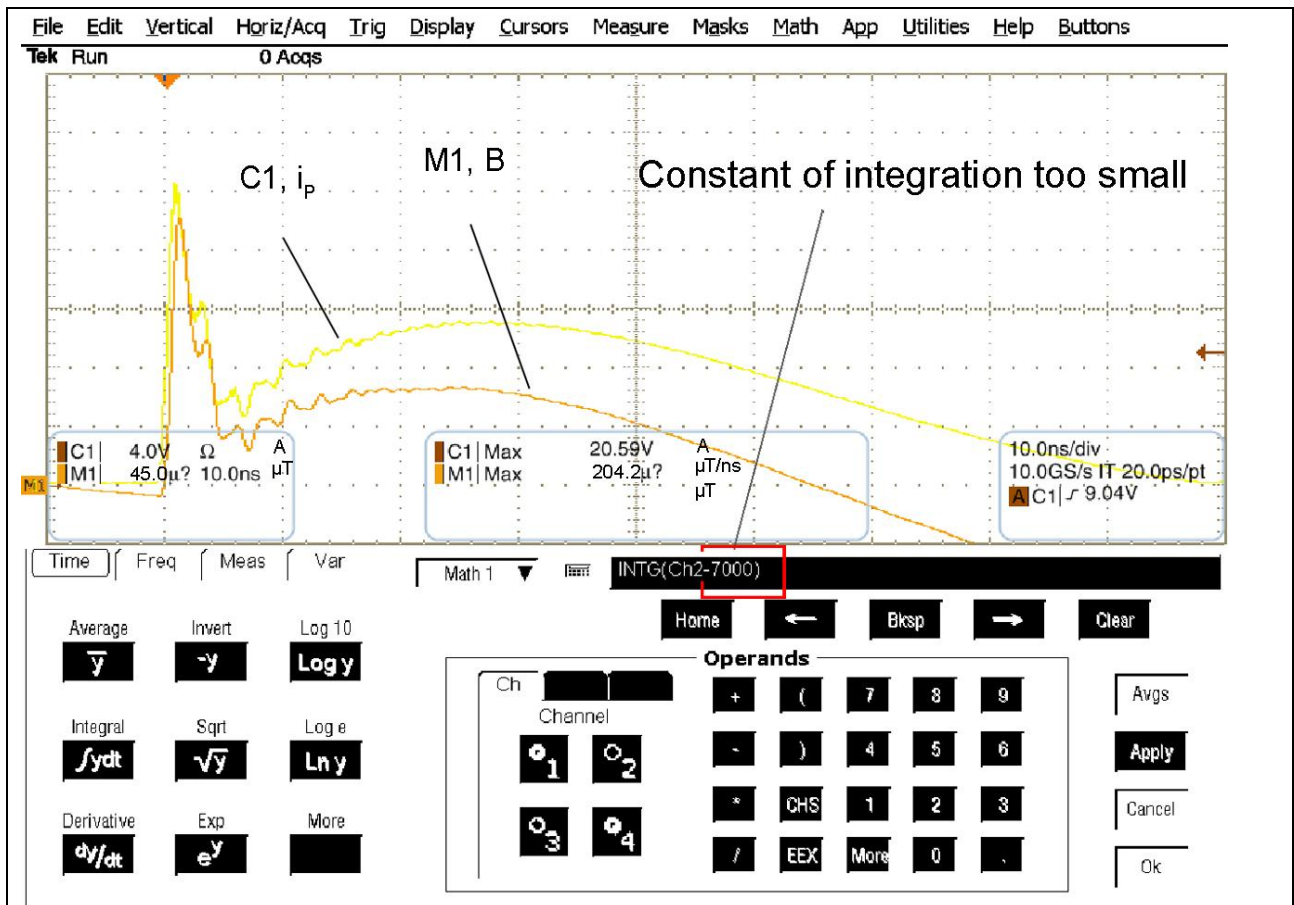 File Edit Vertical Horiz/Acq Trig Display Cursors Measure Masks Math App Utilities Help Buttons
Tek Run 0 Acqs
C1, iP
M1, B
Constant of integration too small
C1 4.0V Ω A
M1 45.0µ? 10.0ns µT
C1 Max 20.59V A
M1 Max 204.2µ? µT/ns
µT
10.0ns/div
10.0GS/s IT 20.0ps/pt
A C1 9.04V
M1
Time Freq Meas Var
Math 1 INTG(Ch2-7000)
Home ← Bksp → Clear
Average Invert Log 10
y -y Log y
Integral Sqrt Log e
∫ydt √y Ln y
Derivative Exp More
dy/dt e^y
Operands
Ch
Channel
1 2
3 4
+ ( 7 8 9
- ) 4 5 6
* CHS 1 2 3
/ EEX More 0 .
Avgs
Apply
Cancel
Ok